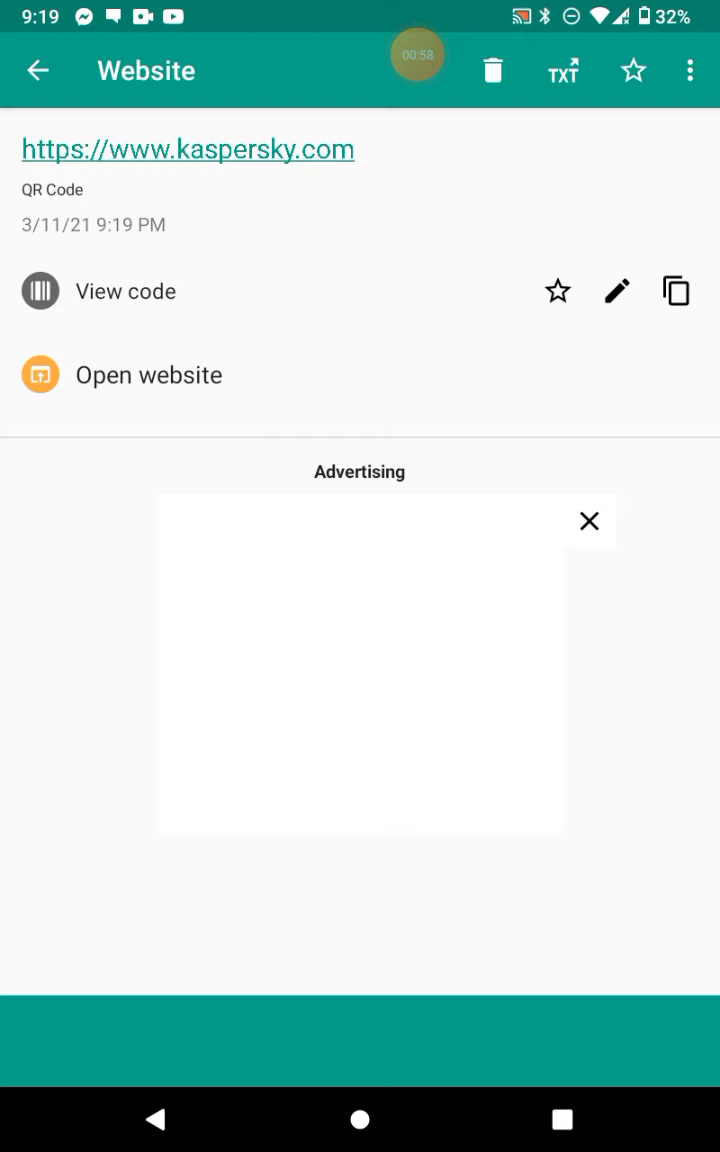 9:19
32%
Website
00:58
TXT
https://www.kaspersky.com
QR Code
3/11/21 9:19 PM
View code
Open website
Advertising